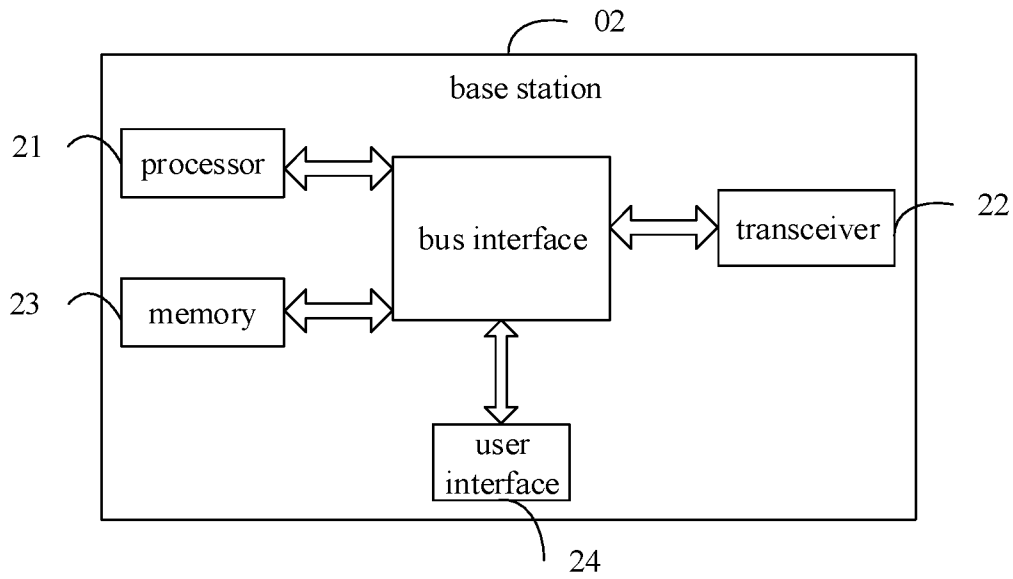 02
base station
21
processor
bus interface
transceiver
22
23
memory
user
interface
24